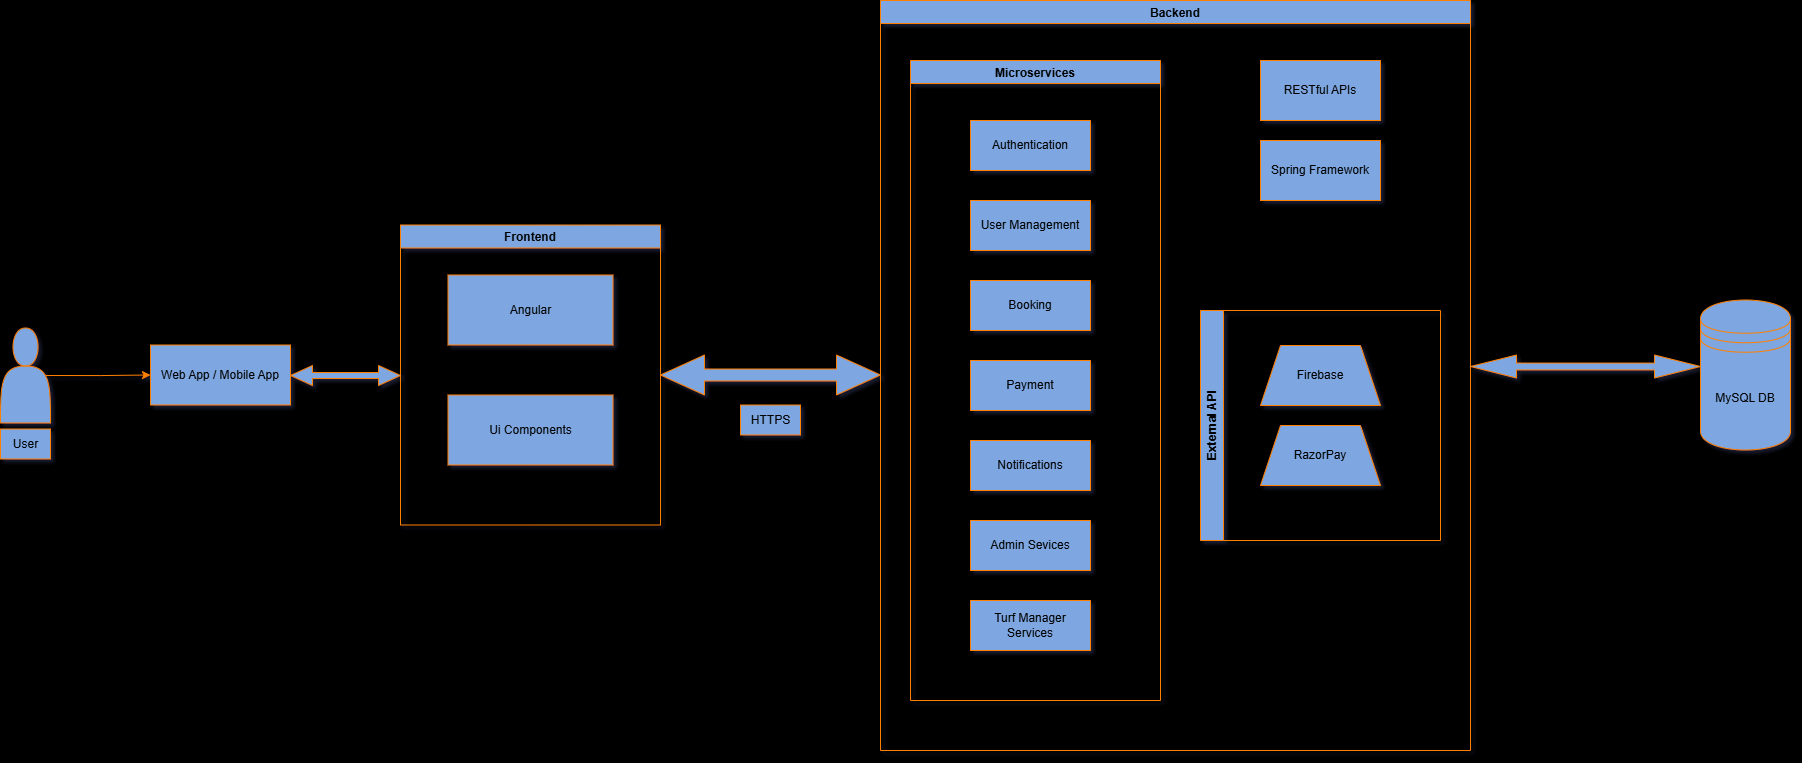 User
Web App / Mobile App
Frontend
Angular
Ui Components
HTTPS
Backend
Microservices
Authentication
User Management
Booking
Payment
Notifications
Admin Sevices
Turf Manager
Services
RESTful APIs
Spring Framework
External API
Firebase
RazorPay
MySQL DB